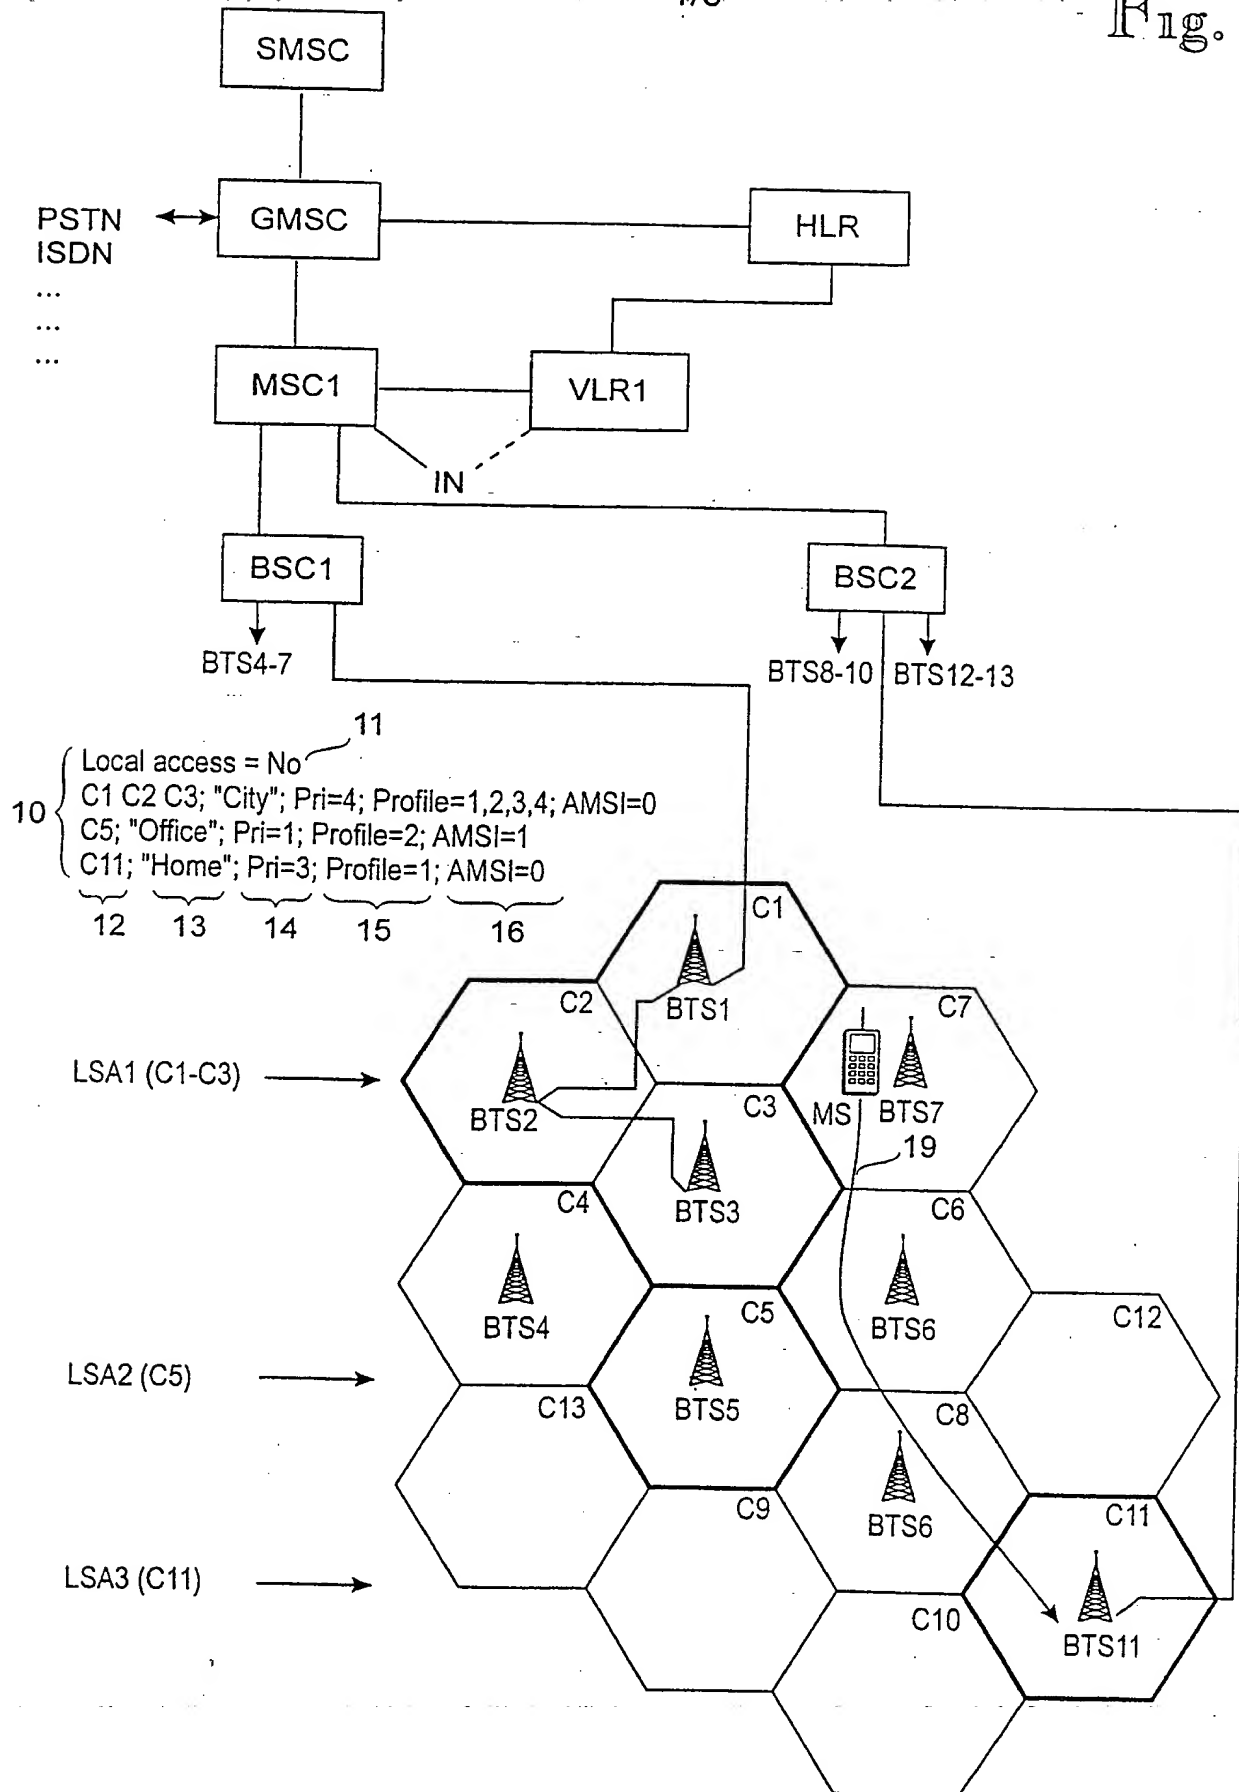 Fig.
SMSC
PSTN
ISDN
...
...
...
GMSC
HLR
MSC1
VLR1
IN
BSC1
BSC2
BTS4-7
...
BTS8-10
BTS12-13
11
10
Local access = No
C1 C2 C3; "City"; Pri=4; Profile=1,2,3,4; AMSI=0
C5; "Office"; Pri=1; Profile=2; AMSI=1
C11; "Home"; Pri=3; Profile=1; AMSI=0
12
13
14
15
16
C1
BTS1
C2
BTS2
C7
MS
BTS7
LSA1 (C1-C3)
C3
BTS3
19
C4
BTS4
C6
BTS6
C5
BTS5
C12
LSA2 (C5)
C13
C8
BTS6
C9
C11
BTS11
LSA3 (C11)
C10